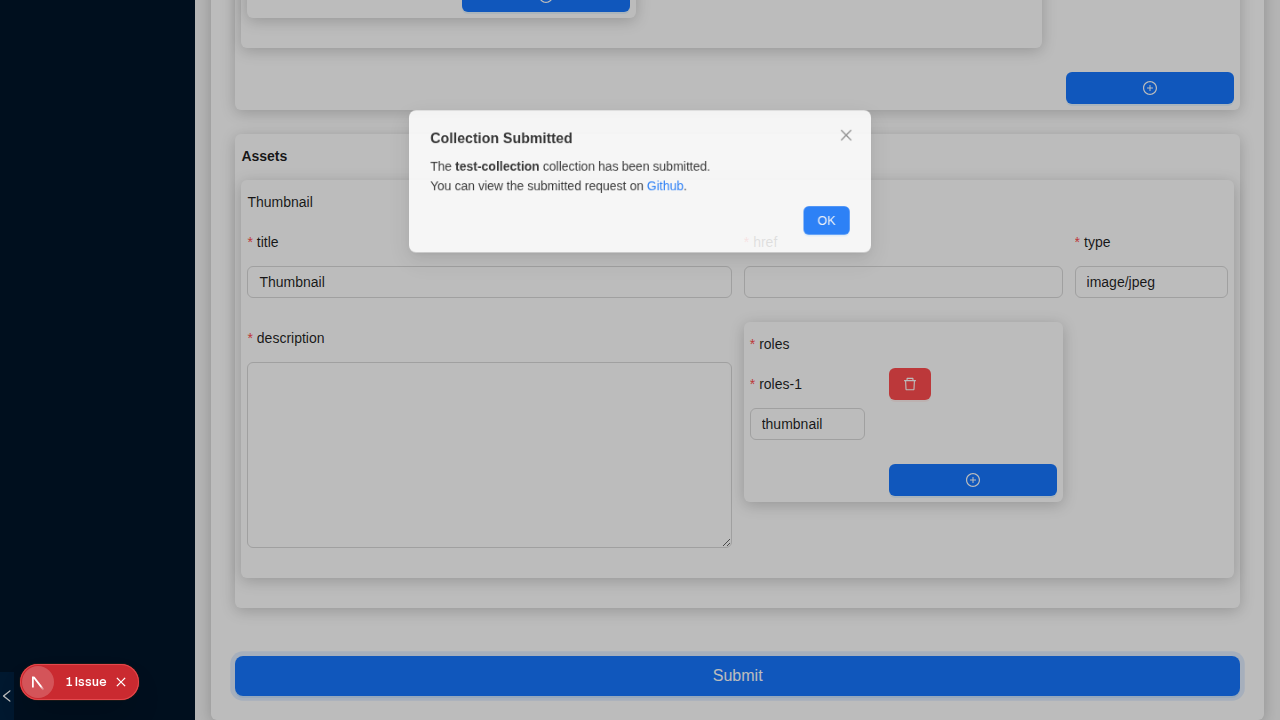 Collection Submitted
The test-collection collection has been submitted.
You can view the submitted request on Github.
OK
Assets
Thumbnail
* title
* href
* type
Thumbnail
image/jpeg
* description
* roles
* roles-1
thumbnail
Submit
1 Issue